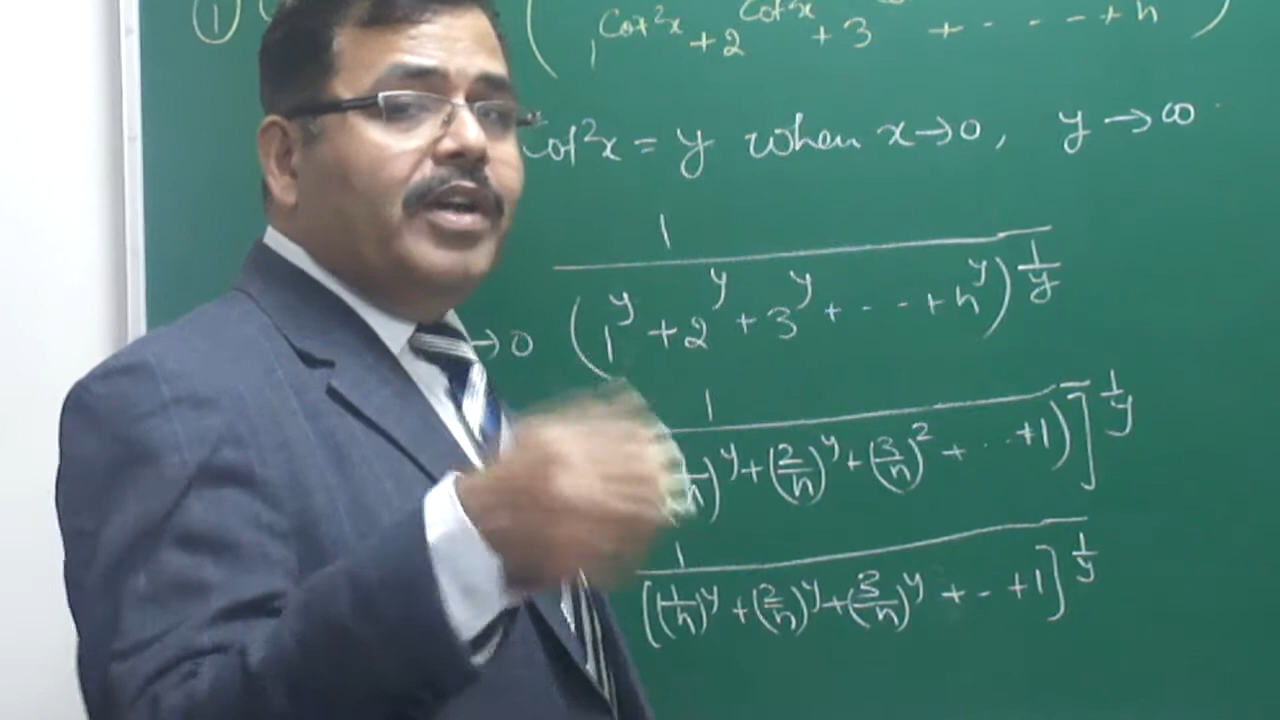 ① ( 1^Cot²x + 2^Cot²x + 3 + - - - + n )
Cot²x = y when x→0, y→∞
1
→0 (1^y + 2^y + 3^y + - - - + n^y)^1/y
1
/n)^y + (2/n)^y + (3/n)^2 + - - - +1)]^1/y
1
[(1/n)^y + (2/n)^y + (3/n)^y + - - +1]^1/y